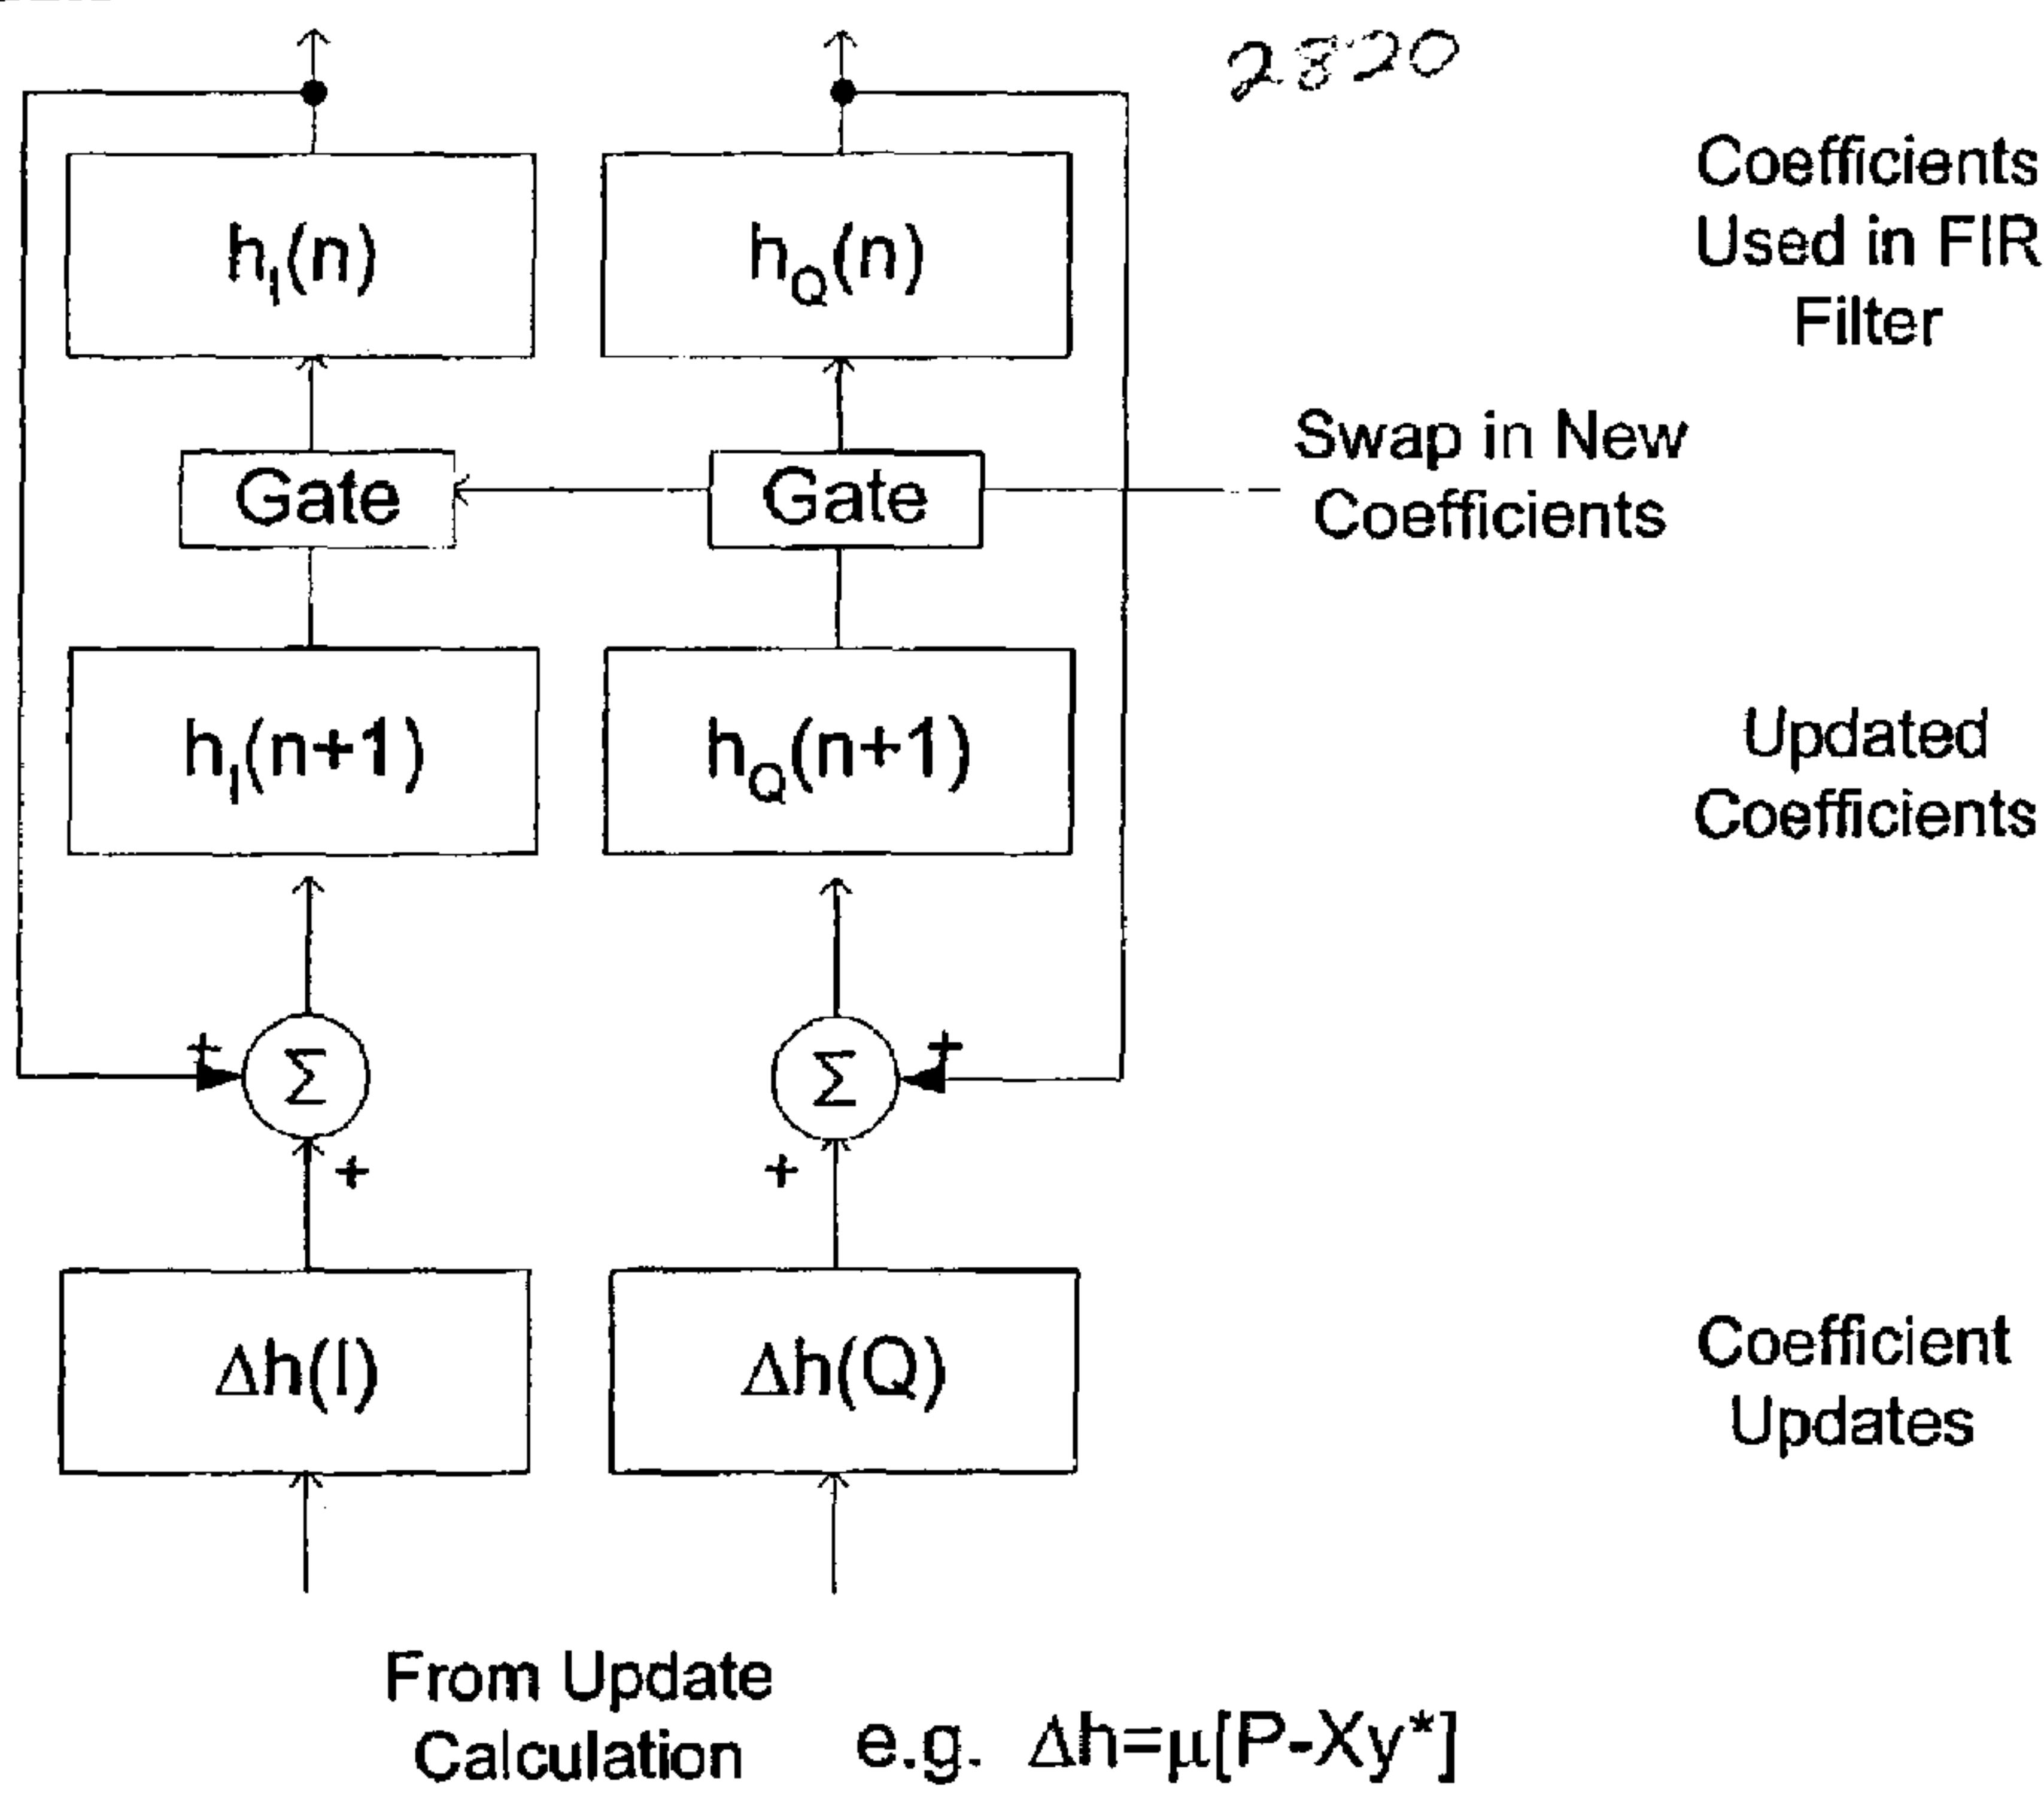 2820
Coefficients
Used in FIR
Filter
h_I(n)
h_Q(n)
Swap in New
Coefficients
Gate
Gate
h_I(n+1)
h_Q(n+1)
Updated
Coefficients
+
Σ
Σ
+
+
+
Δh(I)
Δh(Q)
Coefficient
Updates
From Update
Calculation
e.g. Δh=μ[P-Xy*]